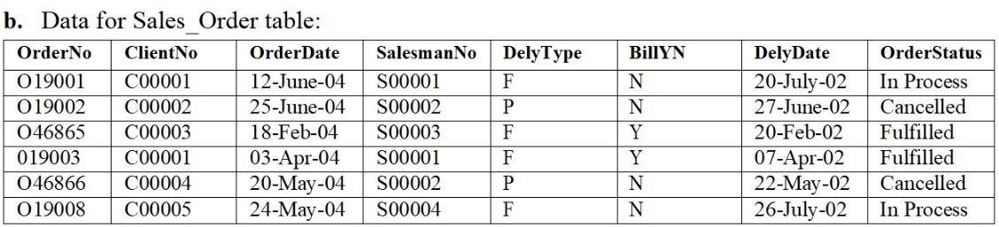 b. Data for Sales_Order table:
OrderNo ClientNo OrderDate SalesmanNo DelyType BillYN DelyDate OrderStatus
O19001 C00001 12-June-04 S00001 F N 20-July-02 In Process
O19002 C00002 25-June-04 S00002 P N 27-June-02 Cancelled
O46865 C00003 18-Feb-04 S00003 F Y 20-Feb-02 Fulfilled
019003 C00001 03-Apr-04 S00001 F Y 07-Apr-02 Fulfilled
O46866 C00004 20-May-04 S00002 P N 22-May-02 Cancelled
O19008 C00005 24-May-04 S00004 F N 26-July-02 In Process